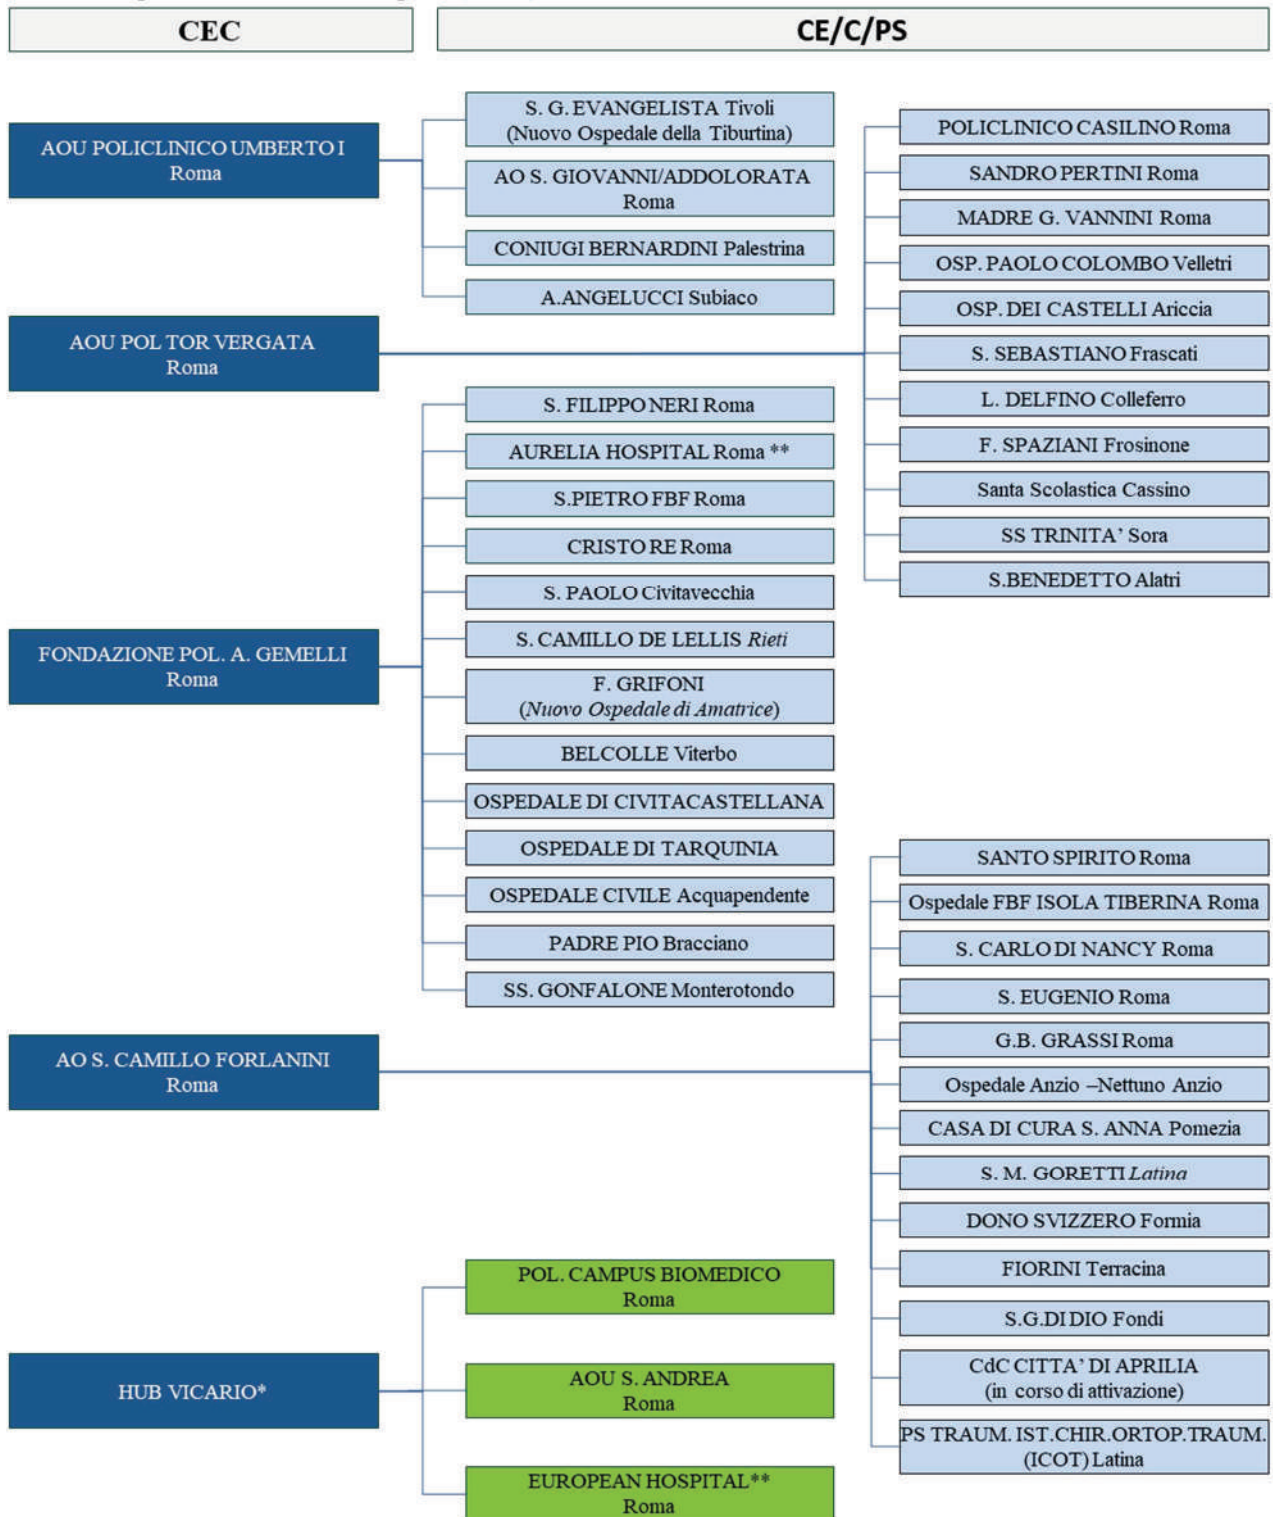 CEC
CE/C/PS
AOU POLICLINICO UMBERTO I
Roma
S. G. EVANGELISTA Tivoli
(Nuovo Ospedale della Tiburtina)
AO S. GIOVANNI/ADDOLORATA
Roma
CONIUGI BERNARDINI Palestrina
A.ANGELUCCI Subiaco
AOU POL TOR VERGATA
Roma
POLICLINICO CASILINO Roma
SANDRO PERTINI Roma
MADRE G. VANNINI Roma
OSP. PAOLO COLOMBO Velletri
OSP. DEI CASTELLI Ariccia
S. SEBASTIANO Frascati
L. DELFINO Colleferro
F. SPAZIANI Frosinone
Santa Scolastica Cassino
SS TRINITA’ Sora
S.BENEDETTO Alatri
FONDAZIONE POL. A. GEMELLI
Roma
S. FILIPPO NERI Roma
AURELIA HOSPITAL Roma **
S.PIETRO FBF Roma
CRISTO RE Roma
S. PAOLO Civitavecchia
S. CAMILLO DE LELLIS Rieti
F. GRIFONI
(Nuovo Ospedale di Amatrice)
BELCOLLE Viterbo
OSPEDALE DI CIVITACASTELLANA
OSPEDALE DI TARQUINIA
OSPEDALE CIVILE Acquapendente
PADRE PIO Bracciano
SS. GONFALONE Monterotondo
AO S. CAMILLO FORLANINI
Roma
SANTO SPIRITO Roma
Ospedale FBF ISOLA TIBERINA Roma
S. CARLO DI NANCY Roma
S. EUGENIO Roma
G.B. GRASSI Roma
Ospedale Anzio –Nettuno Anzio
CASA DI CURA S. ANNA Pomezia
S. M. GORETTI Latina
DONO SVIZZERO Formia
FIORINI Terracina
S.G.DI DIO Fondi
CdC CITTA’ DI APRILIA
(in corso di attivazione)
PS TRAUM. IST.CHIR.ORTOP.TRAUM.
(ICOT) Latina
HUB VICARIO*
POL. CAMPUS BIOMEDICO
Roma
AOU S. ANDREA
Roma
EUROPEAN HOSPITAL**
Roma